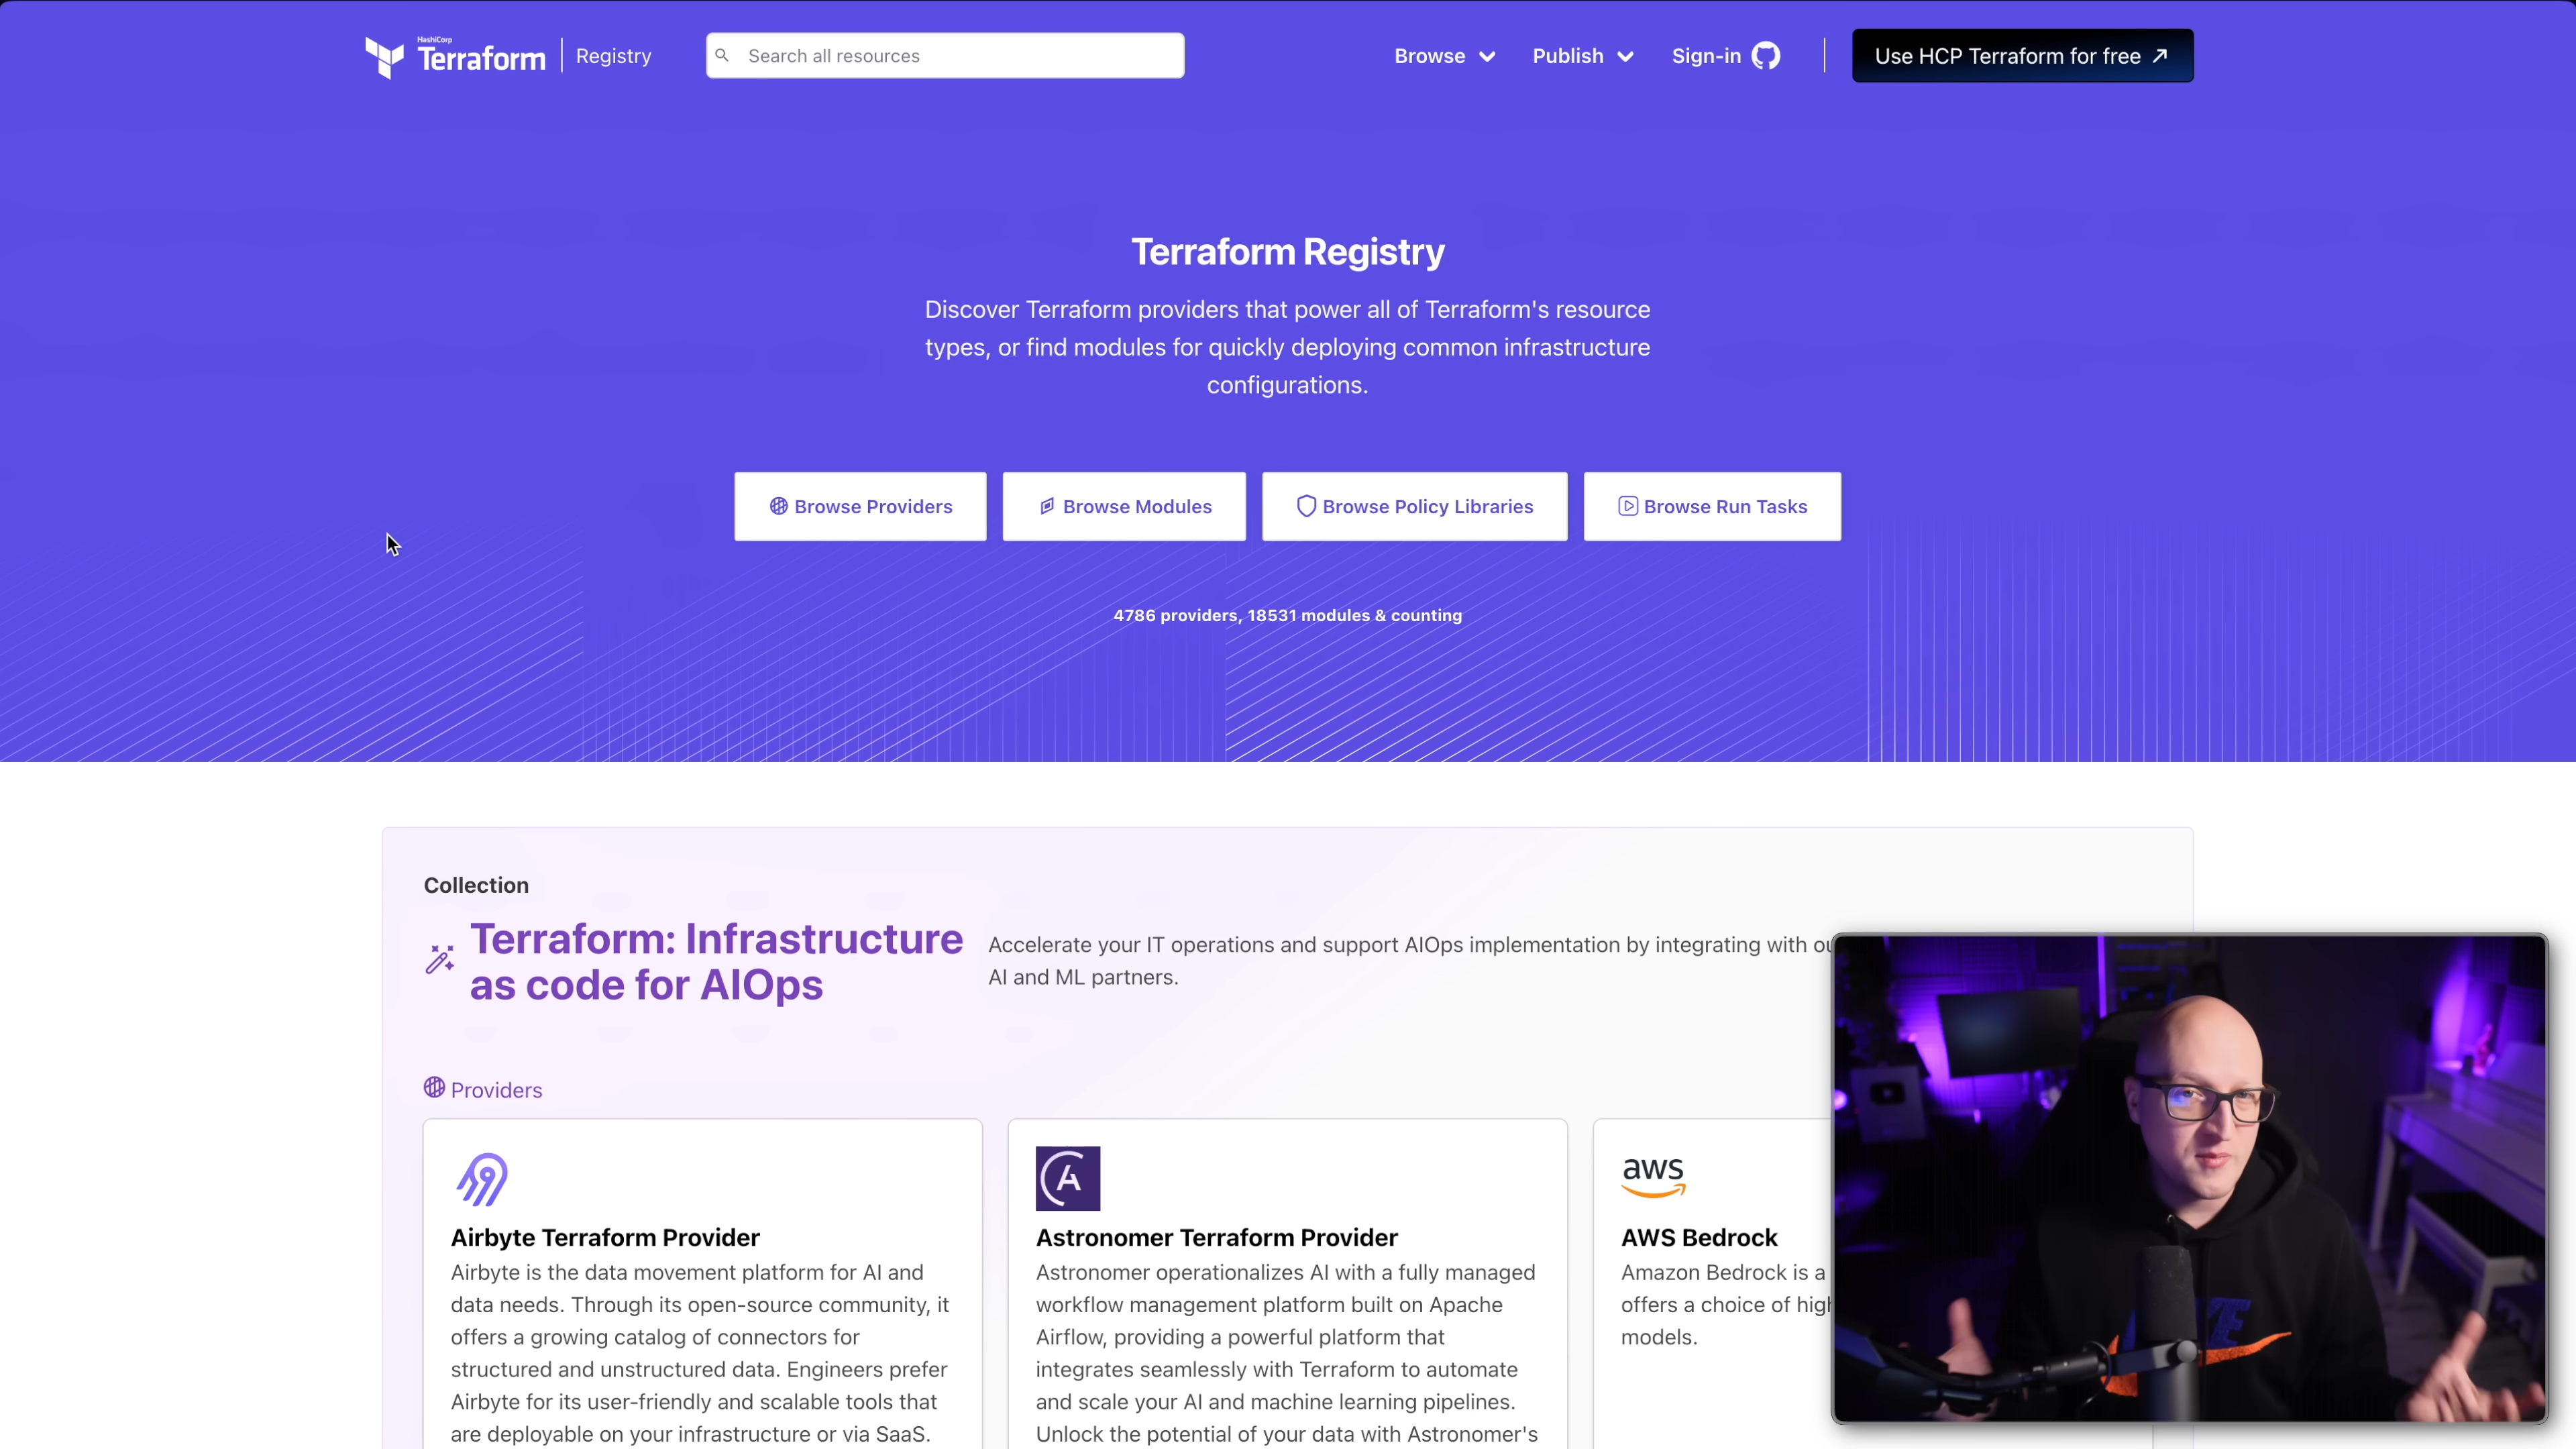 HashiCorp
Terraform
Registry
Search all resources
Browse
Publish
Sign-in
Use HCP Terraform for free
Terraform Registry
Discover Terraform providers that power all of Terraform's resource
types, or find modules for quickly deploying common infrastructure
configurations.
Browse Providers
Browse Modules
Browse Policy Libraries
Browse Run Tasks
4786 providers, 18531 modules & counting
Collection
Terraform: Infrastructure
as code for AIOps
Accelerate your IT operations and support AIOps implementation by integrating with
AI and ML partners.
Providers
Airbyte Terraform Provider
Airbyte is the data movement platform for AI and
data needs. Through its open-source community, it
offers a growing catalog of connectors for
structured and unstructured data. Engineers prefer
Airbyte for its user-friendly and scalable tools that
are deployable on your infrastructure or via SaaS.
A
Astronomer Terraform Provider
Astronomer operationalizes AI with a fully managed
workflow management platform built on Apache
Airflow, providing a powerful platform that
integrates seamlessly with Terraform to automate
and scale your AI and machine learning pipelines.
Unlock the potential of your data with Astronomer's
aws
AWS Bedrock
Amazon Bedrock is a
offers a choice of
models.